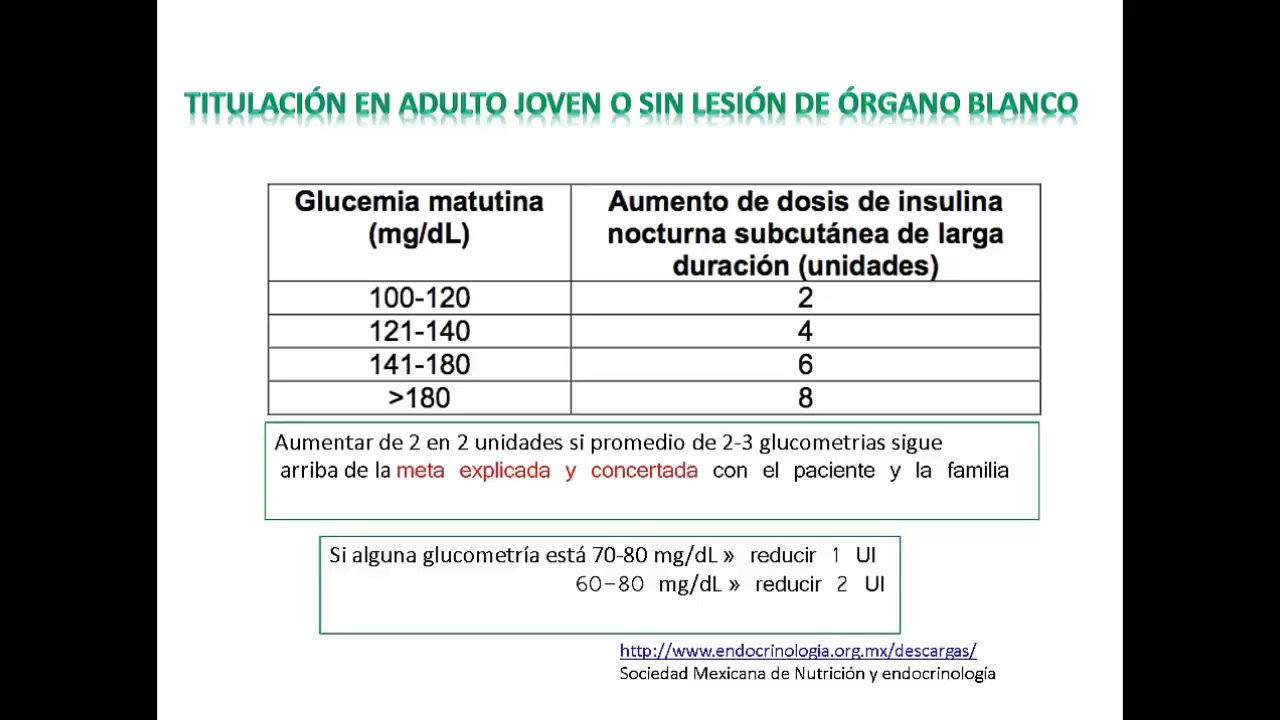 TITULACIÓN EN ADULTO JOVEN O SIN LESIÓN DE ÓRGANO BLANCO
Glucemia matutina (mg/dL)
Aumento de dosis de insulina nocturna subcutánea de larga duración (unidades)
100-120 2
121-140 4
141-180 6
>180 8
Aumentar de 2 en 2 unidades si promedio de 2-3 glucometrias sigue
arriba de la meta explicada y concertada con el paciente y la familia
Si alguna glucometría está 70-80 mg/dL » reducir 1 UI
60-80 mg/dL » reducir 2 UI
http://www.endocrinologia.org.mx/descargas/
Sociedad Mexicana de Nutrición y endocrinología